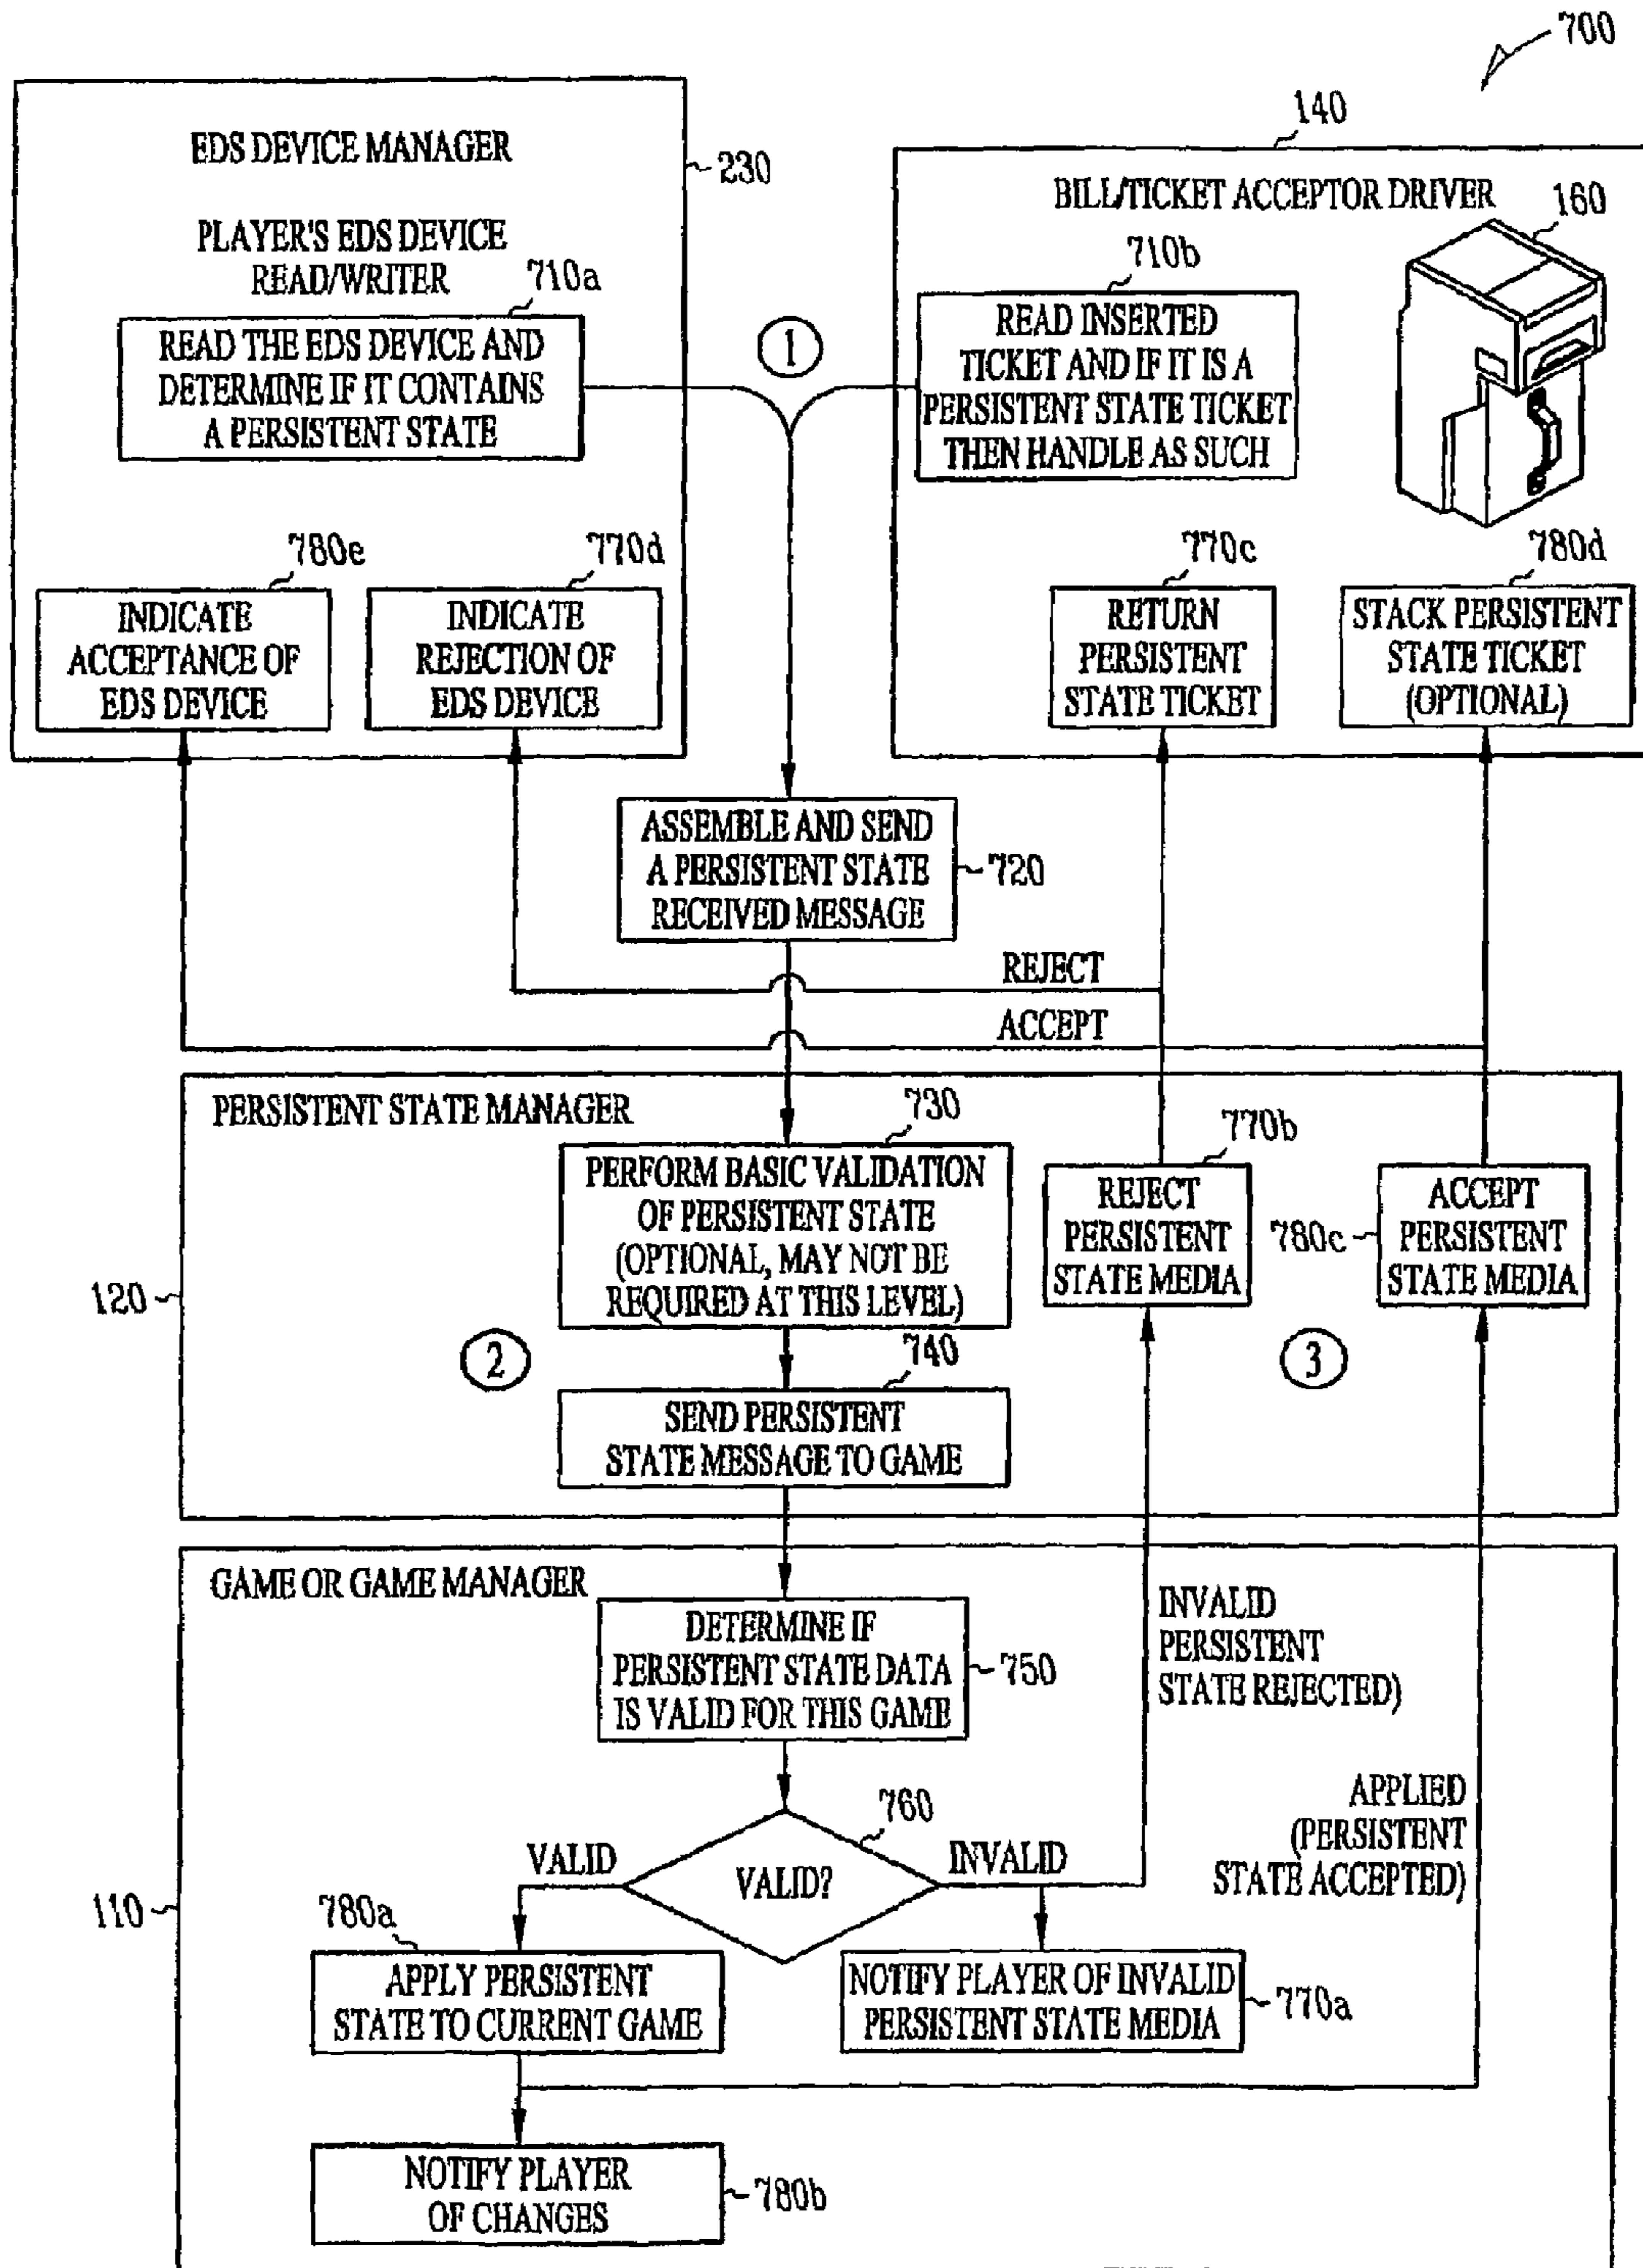 700
EDS DEVICE MANAGER
230
PLAYER'S EDS DEVICE
READ/WRITER
710a
READ THE EDS DEVICE AND
DETERMINE IF IT CONTAINS
A PERSISTENT STATE
1
140
BILL/TICKET ACCEPTOR DRIVER
160
710b
READ INSERTED
TICKET AND IF IT IS A
PERSISTENT STATE TICKET
THEN HANDLE AS SUCH
780e
INDICATE
ACCEPTANCE OF
EDS DEVICE
770d
INDICATE
REJECTION OF
EDS DEVICE
770c
RETURN
PERSISTENT
STATE TICKET
780d
STACK PERSISTENT
STATE TICKET
(OPTIONAL)
ASSEMBLE AND SEND
A PERSISTENT STATE
RECEIVED MESSAGE
720
REJECT
ACCEPT
PERSISTENT STATE MANAGER
120
730
PERFORM BASIC VALIDATION
OF PERSISTENT STATE
(OPTIONAL, MAY NOT BE
REQUIRED AT THIS LEVEL)
770b
REJECT
PERSISTENT
STATE MEDIA
780c
ACCEPT
PERSISTENT
STATE MEDIA
2
3
740
SEND PERSISTENT
STATE MESSAGE TO GAME
GAME OR GAME MANAGER
110
DETERMINE IF
PERSISTENT STATE DATA
IS VALID FOR THIS GAME
750
INVALID
PERSISTENT
STATE REJECTED)
760
VALID
VALID?
INVALID
APPLIED
(PERSISTENT
STATE ACCEPTED)
780a
APPLY PERSISTENT
STATE TO CURRENT GAME
NOTIFY PLAYER OF INVALID
PERSISTENT STATE MEDIA
770a
NOTIFY PLAYER
OF CHANGES
780b